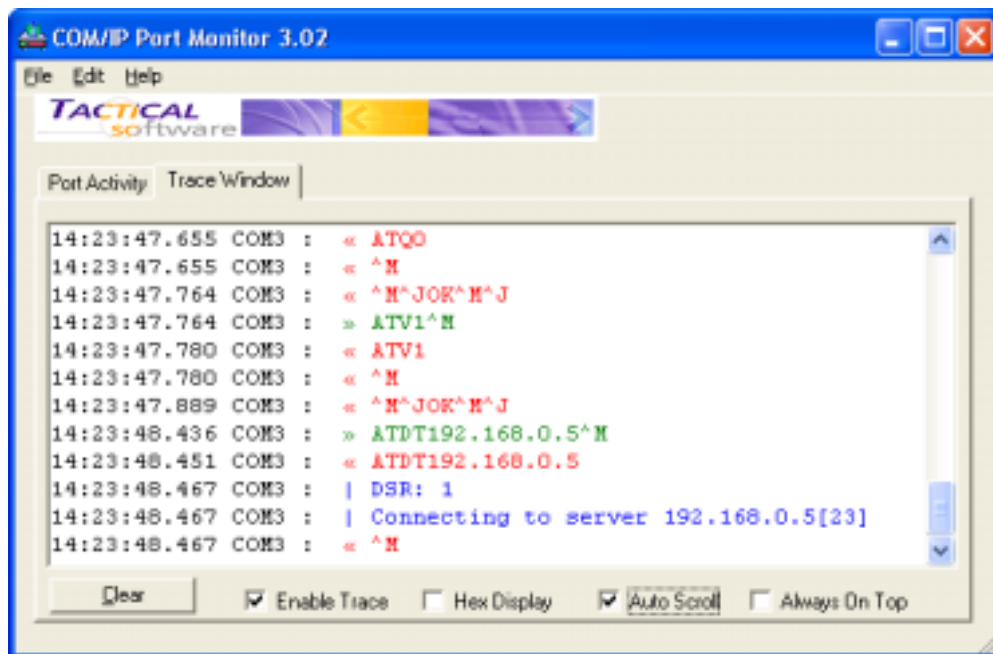 COM/IP Port Monitor 3.02
File Edit Help
TACTICAL
software
Port Activity Trace Window
14:23:47.655 COM3 : « ATQ0
14:23:47.655 COM3 : « ^M
14:23:47.764 COM3 : « ^M^JOK^M^J
14:23:47.764 COM3 : » ATV1^M
14:23:47.780 COM3 : « ATV1
14:23:47.780 COM3 : « ^M
14:23:47.889 COM3 : « ^M^JOK^M^J
14:23:48.436 COM3 : » ATDT192.168.0.5^M
14:23:48.451 COM3 : « ATDT192.168.0.5
14:23:48.467 COM3 : | DSR: 1
14:23:48.467 COM3 : | Connecting to server 192.168.0.5[23]
14:23:48.467 COM3 : « ^M
Clear Enable Trace Hex Display Auto Scroll Always On Top